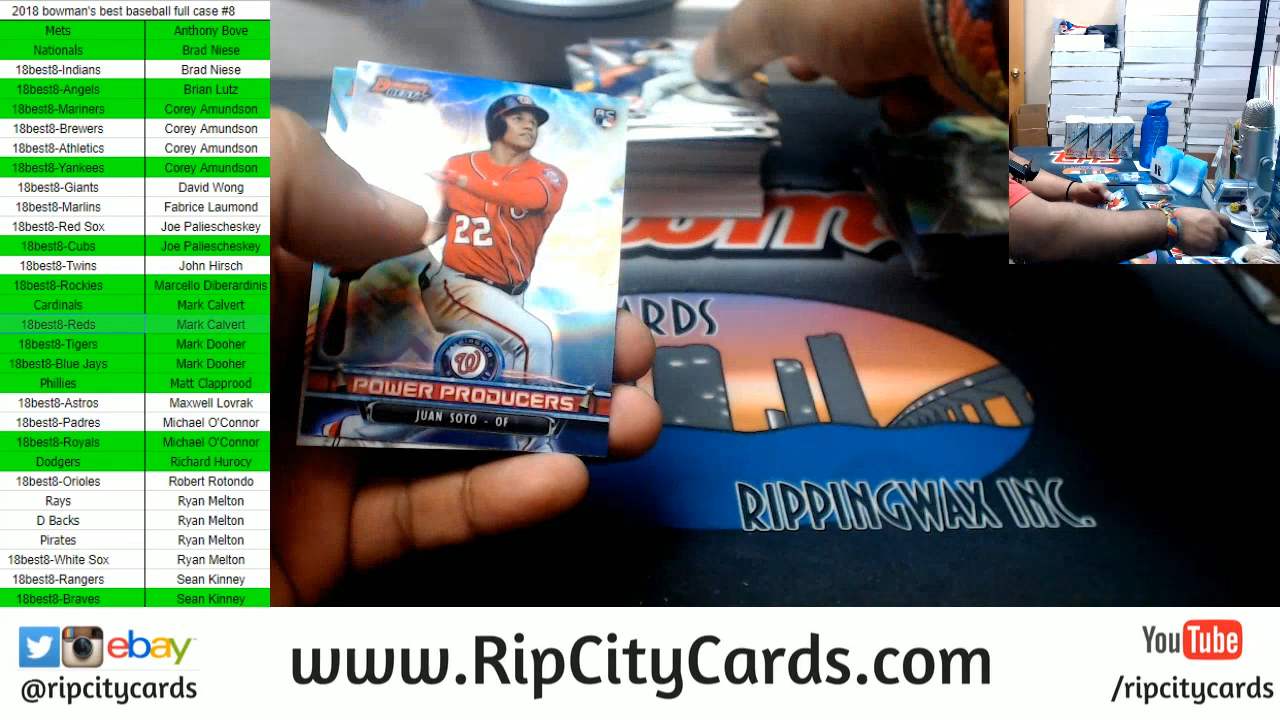 2018 bowman's best baseball full case #8
Mets Anthony Bove
Nationals Brad Niese
18best8-Indians Brad Niese
18best8-Angels Brian Lutz
18best8-Mariners Corey Amundson
18best8-Brewers Corey Amundson
18best8-Athletics Corey Amundson
18best8-Yankees Corey Amundson
18best8-Giants David Wong
18best8-Marlins Fabrice Laumond
18best8-Red Sox Joe Paliescheskey
18best8-Cubs Joe Paliescheskey
18best8-Twins John Hirsch
18best8-Rockies Marcello Diberardinis
Cardinals Mark Calvert
18best8-Reds Mark Calvert
18best8-Tigers Mark Dooher
18best8-Blue Jays Mark Dooher
Phillies Matt Clapprood
18best8-Astros Maxwell Lovrak
18best8-Padres Michael O'Connor
18best8-Royals Michael O'Connor
Dodgers Richard Hurocy
18best8-Orioles Robert Rotondo
Rays Ryan Melton
D Backs Ryan Melton
Pirates Ryan Melton
18best8-White Sox Ryan Melton
18best8-Rangers Sean Kinney
18best8-Braves Sean Kinney
RC
22
W
POWER PRODUCERS
JUAN SOTO - OF
RIPPINGWAX INC.
ebay
@ripcitycards
www.RipCityCards.com
YouTube
/ripcitycards